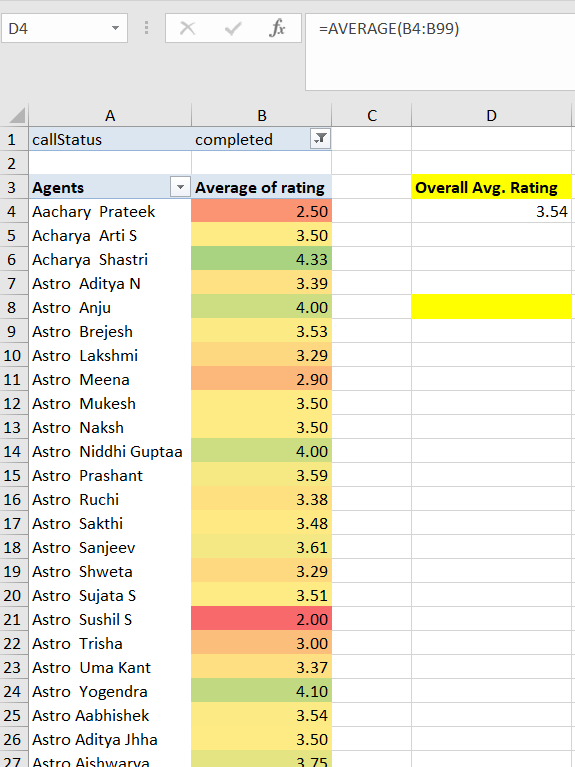 D4 fx =AVERAGE(B4:B99)
A B C D
1 callStatus completed
2
3 Agents Average of rating Overall Avg. Rating
4 Aachary Prateek 2.50 3.54
5 Acharya Arti S 3.50
6 Acharya Shastri 4.33
7 Astro Aditya N 3.39
8 Astro Anju 4.00
9 Astro Brejesh 3.53
10 Astro Lakshmi 3.29
11 Astro Meena 2.90
12 Astro Mukesh 3.50
13 Astro Naksh 3.50
14 Astro Niddhi Guptaa 4.00
15 Astro Prashant 3.59
16 Astro Ruchi 3.38
17 Astro Sakthi 3.48
18 Astro Sanjeev 3.61
19 Astro Shweta 3.29
20 Astro Sujata S 3.51
21 Astro Sushil S 2.00
22 Astro Trisha 3.00
23 Astro Uma Kant 3.37
24 Astro Yogendra 4.10
25 Astro Aabhishek 3.54
26 Astro Aditya Jhha 3.50
27 Astro Aishwarya 3.75